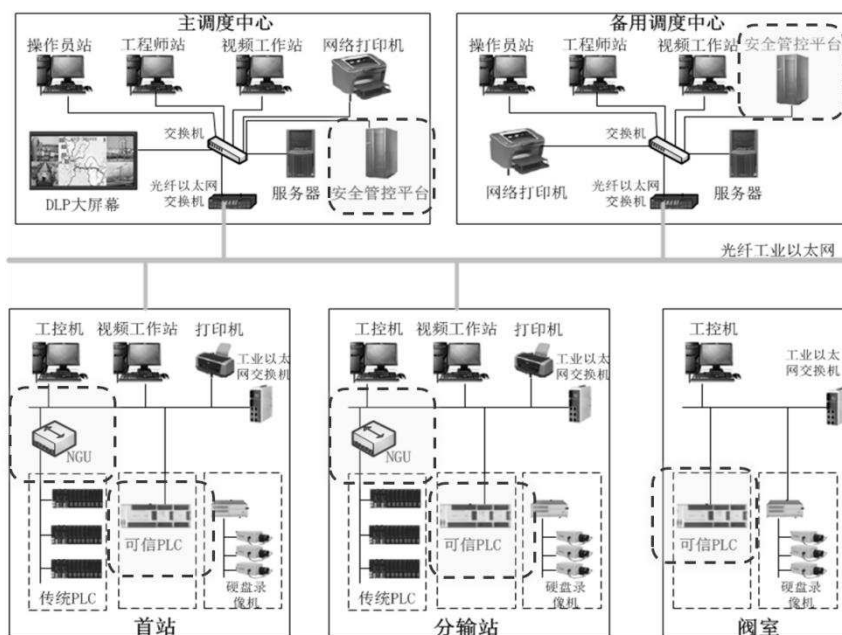 主调度中心
操作员站
工程师站
视频工作站
网络打印机
交换机
DLP大屏幕
光纤以太网
交换机
服务器
安全管控平台
备用调度中心
操作员站
工程师站
视频工作站
安全管控平台
交换机
网络打印机
光纤以太网
交换机
服务器
光纤工业以太网
工控机
视频工作站
打印机
工业以太
网交换机
NGU
可信PLC
传统PLC
硬盘录
像机
首站
工控机
视频工作站
打印机
工业以太
网交换机
NGU
可信PLC
传统PLC
硬盘录
像机
分输站
工控机
工业以太
网交换机
可信PLC
硬盘录
像机
阀室